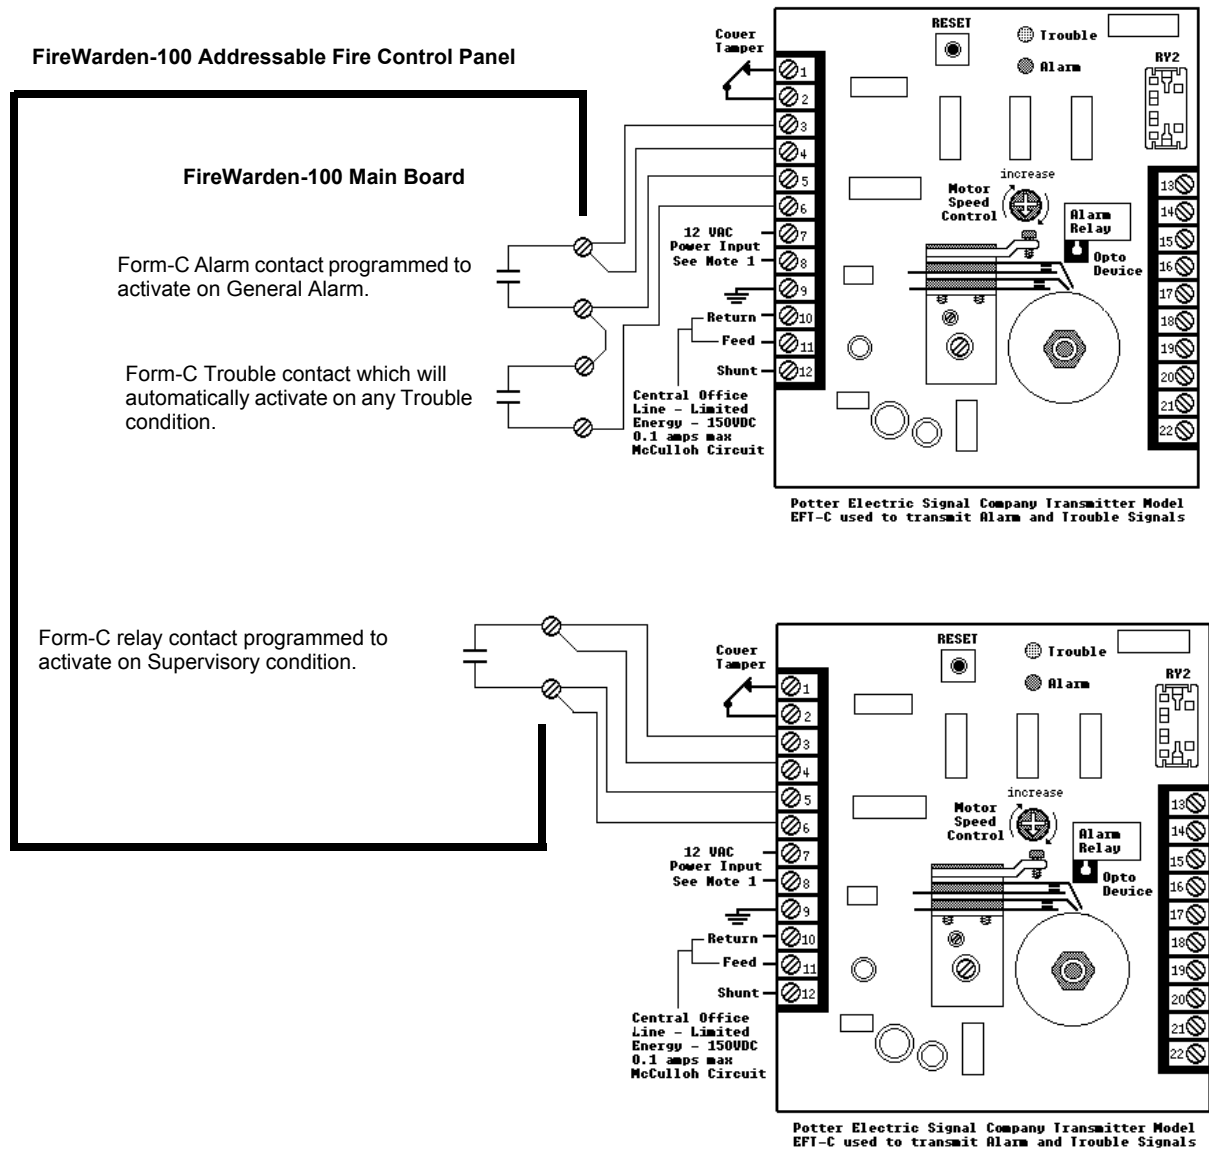 FireWarden-100 Addressable Fire Control Panel
FireWarden-100 Main Board
Form-C Alarm contact programmed to
activate on General Alarm.
Form-C Trouble contact which will
automatically activate on any Trouble
condition.
Cover
Tamper
1
2
3
4
5
6
12 VAC
Power Input
See Note 1
7
8
9
Return
10
Feed
11
Shunt
12
Central Office
Line - Limited
Energy - 150VDC
0.1 amps max
McCulloh Circuit
RESET
Trouble
Alarm
RY2
increase
Motor
Speed
Control
Alarm
Relay
Opto
Device
13
14
15
16
17
18
19
20
21
22
Potter Electric Signal Company Transmitter Model
EFT-C used to transmit Alarm and Trouble Signals
Form-C relay contact programmed to
activate on Supervisory condition.
Cover
Tamper
1
2
3
4
5
6
12 VAC
Power Input
See Note 1
7
8
9
Return
10
Feed
11
Shunt
12
Central Office
Line - Limited
Energy - 150VDC
0.1 amps max
McCulloh Circuit
RESET
Trouble
Alarm
RY2
increase
Motor
Speed
Control
Alarm
Relay
Opto
Device
13
14
15
16
17
18
19
20
21
22
Potter Electric Signal Company Transmitter Model
EFT-C used to transmit Alarm and Trouble Signals